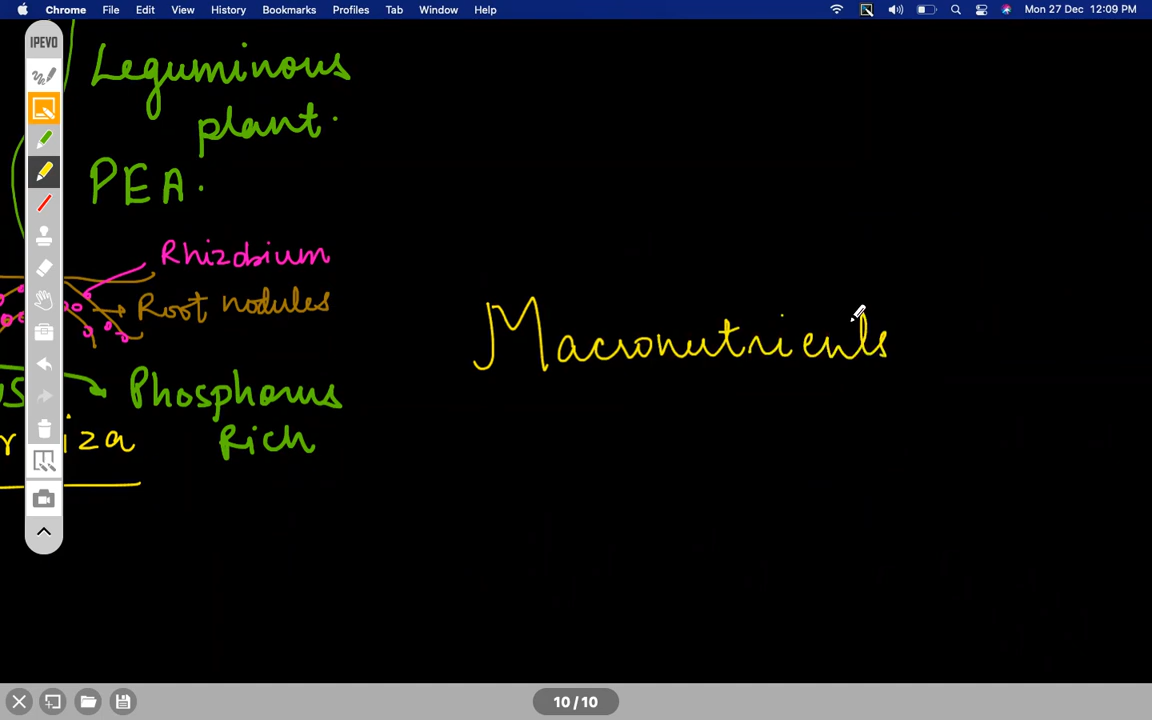 Chrome File Edit View History Bookmarks Profiles Tab Window Help Mon 27 Dec 12:09 PM
IPEVO
Leguminous
plant.
PEA.
Rhizobium
Root nodules
Phosphorus
Rich
iza
Macronutrients
10/10